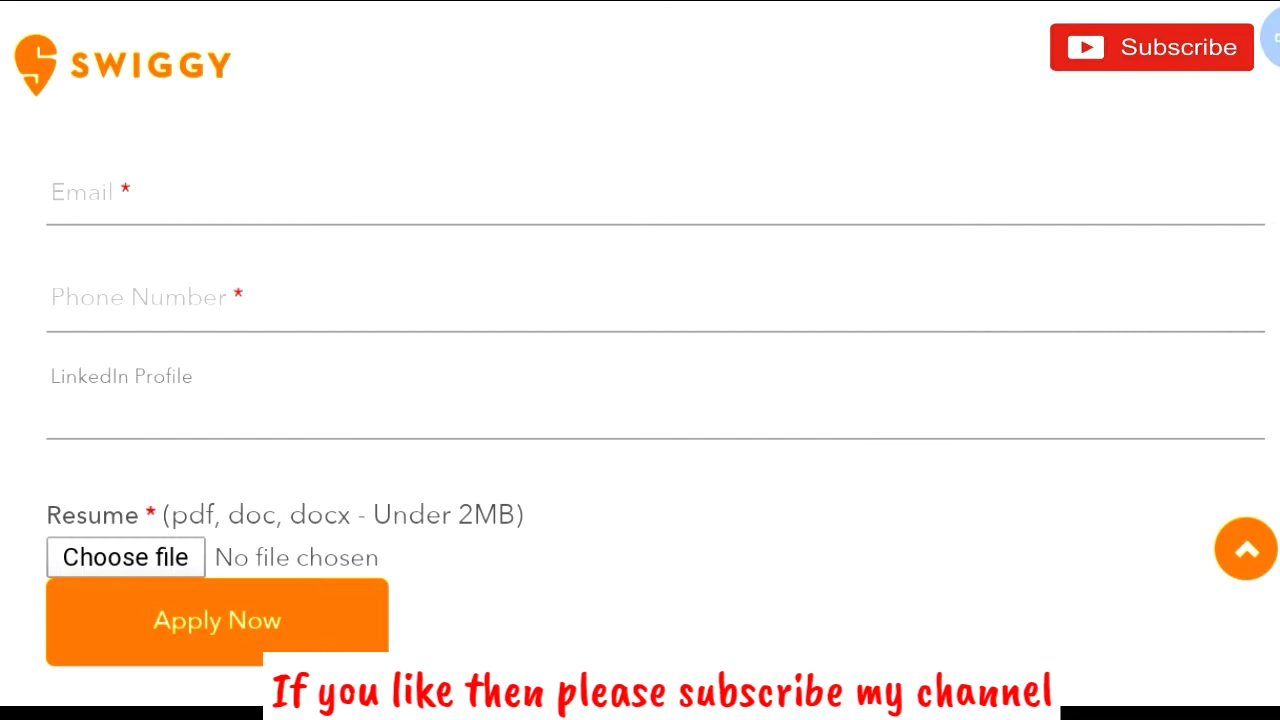 SWIGGY
Subscribe
Email *
Phone Number *
LinkedIn Profile
Resume * (pdf, doc, docx - Under 2MB)
Choose file No file chosen
Apply Now
If you like then please subscribe my channel